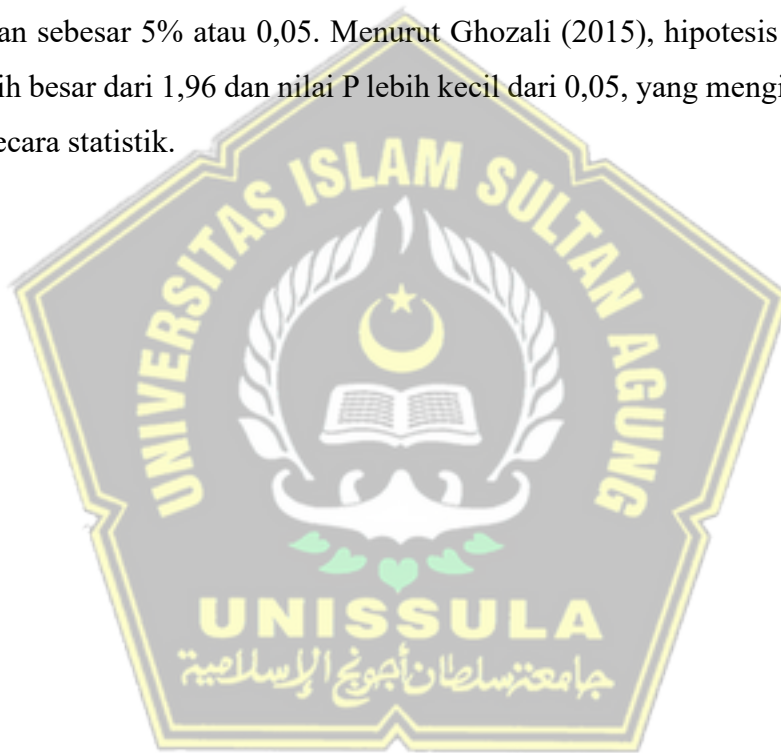 an sebesar 5% atau 0,05. Menurut Ghozali (2015), hipotesis
ih besar dari 1,96 dan nilai P lebih kecil dari 0,05, yang mengi
ecara statistik.
UNIVERSITAS ISLAM SULTAN AGUNG
UNISSULA
جامعة سلطان أجونج الإسلامية